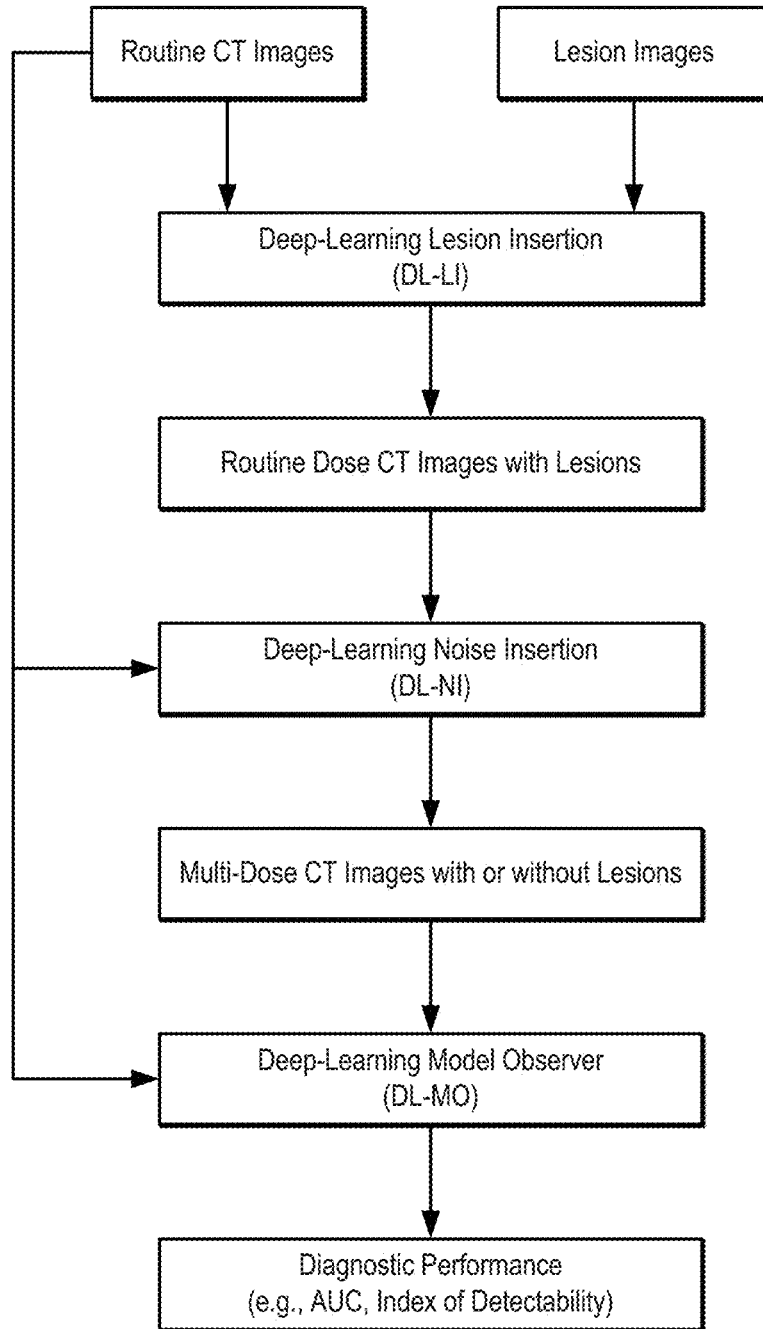 Routine CT Images
Lesion Images
Deep-Learning Lesion Insertion
(DL-LI)
Routine Dose CT Images with Lesions
Deep-Learning Noise Insertion
(DL-NI)
Multi-Dose CT Images with or without Lesions
Deep-Learning Model Observer
(DL-MO)
Diagnostic Performance
(e.g., AUC, Index of Detectability)